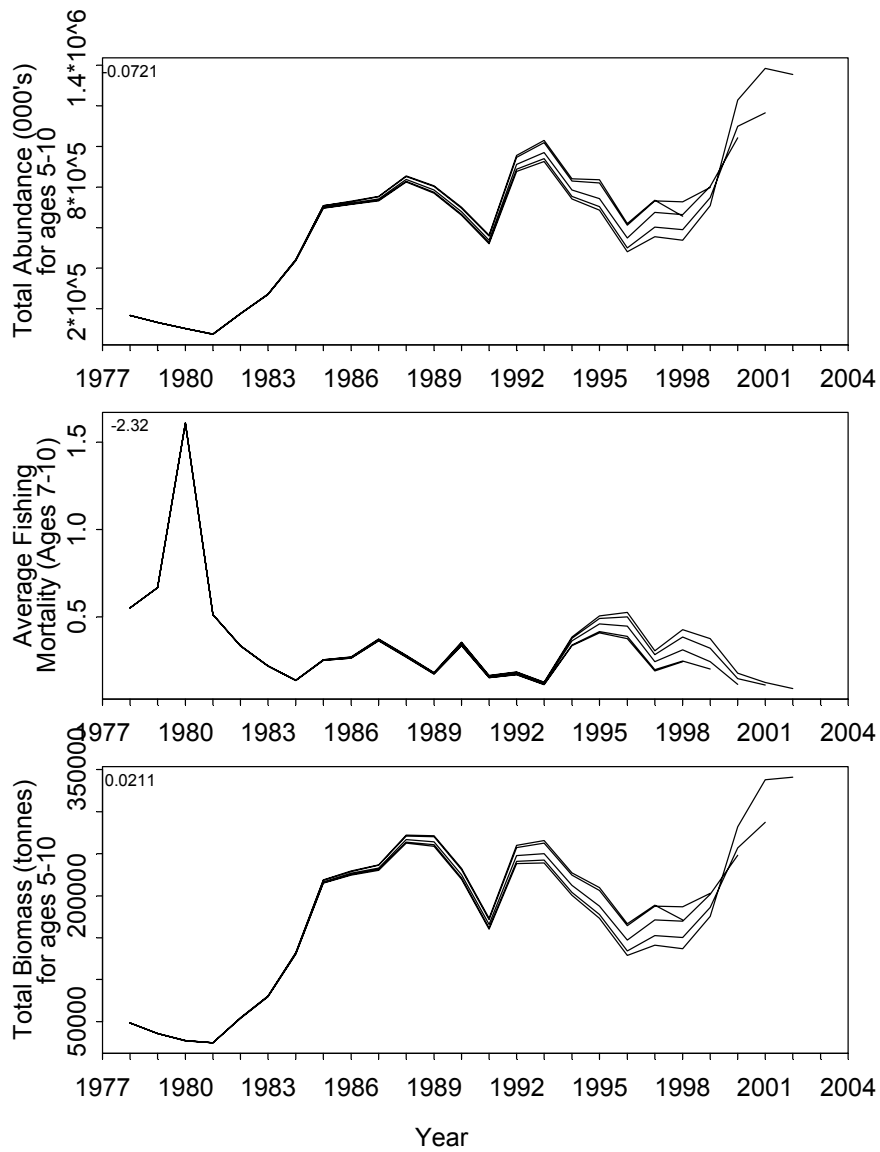 Total Abundance (000's)
for ages 5-10
1.4*10^6
8*10^5
2*10^5
-0.0721
1977 1980 1983 1986 1989 1992 1995 1998 2001 2004
Average Fishing
Mortality (Ages 7-10)
1.5
1.0
0.5
-2.32
1977 1980 1983 1986 1989 1992 1995 1998 2001 2004
Total Biomass (tonnes)
for ages 5-10
350000
200000
50000
0.0211
1977 1980 1983 1986 1989 1992 1995 1998 2001 2004
Year